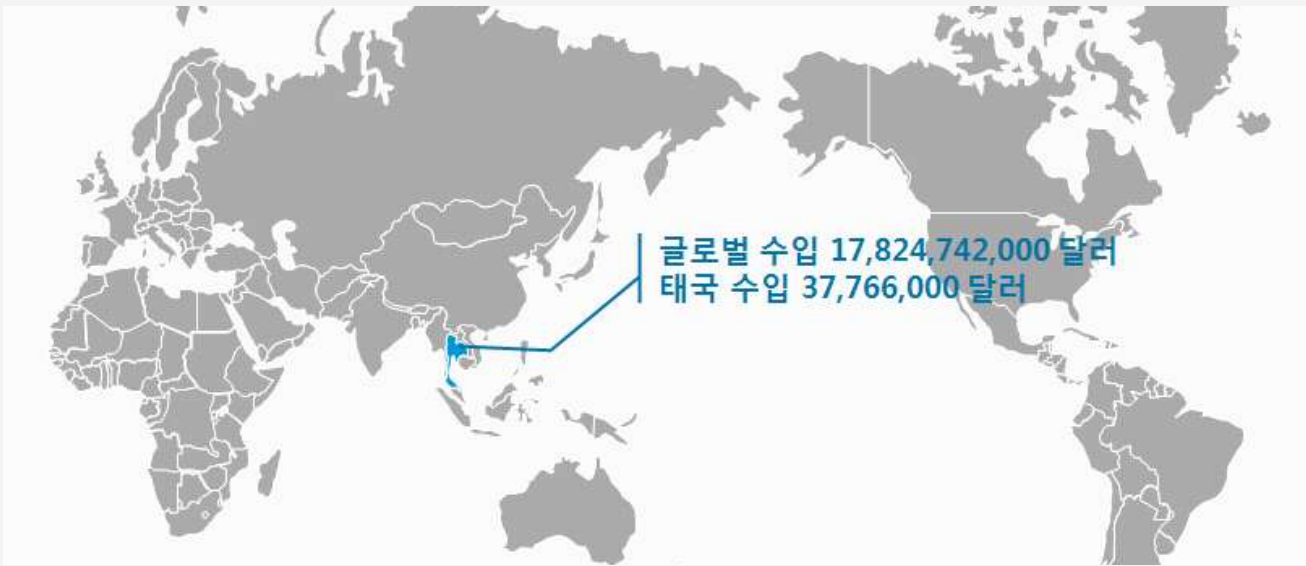 글로벌 수입 17,824,742,000 달러
태국 수입 37,766,000 달러